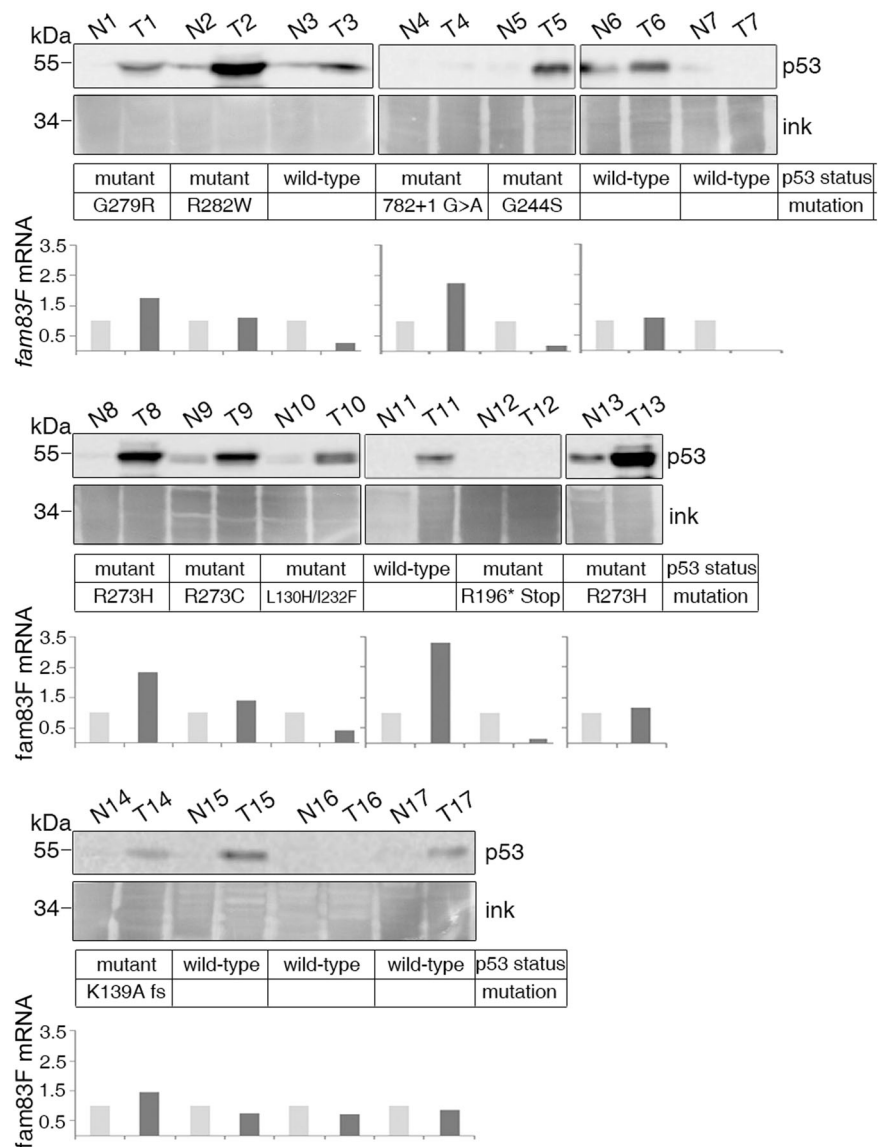 N1 T1 N2 T2 N3 T3 N4 T4 N5 T5 N6 T6 N7 T7
kDa
55 p53
34 ink
mutant mutant wild-type mutant mutant wild-type wild-type p53 status
G279R R282W 782+1 G>A G244S mutation
fam83F mRNA
3.5
2.5
1.5
0.5
N8 T8 N9 T9 N10 T10 N11 T11 N12 T12 N13 T13
kDa
55 p53
34 ink
mutant mutant mutant wild-type mutant mutant p53 status
R273H R273C L130H/I232F R196* Stop R273H mutation
fam83F mRNA
3.5
2.5
1.5
0.5
N14 T14 N15 T15 N16 T16 N17 T17
kDa
55 p53
34 ink
mutant wild-type wild-type wild-type p53 status
K139A fs mutation
fam83F mRNA
3.5
2.5
1.5
0.5